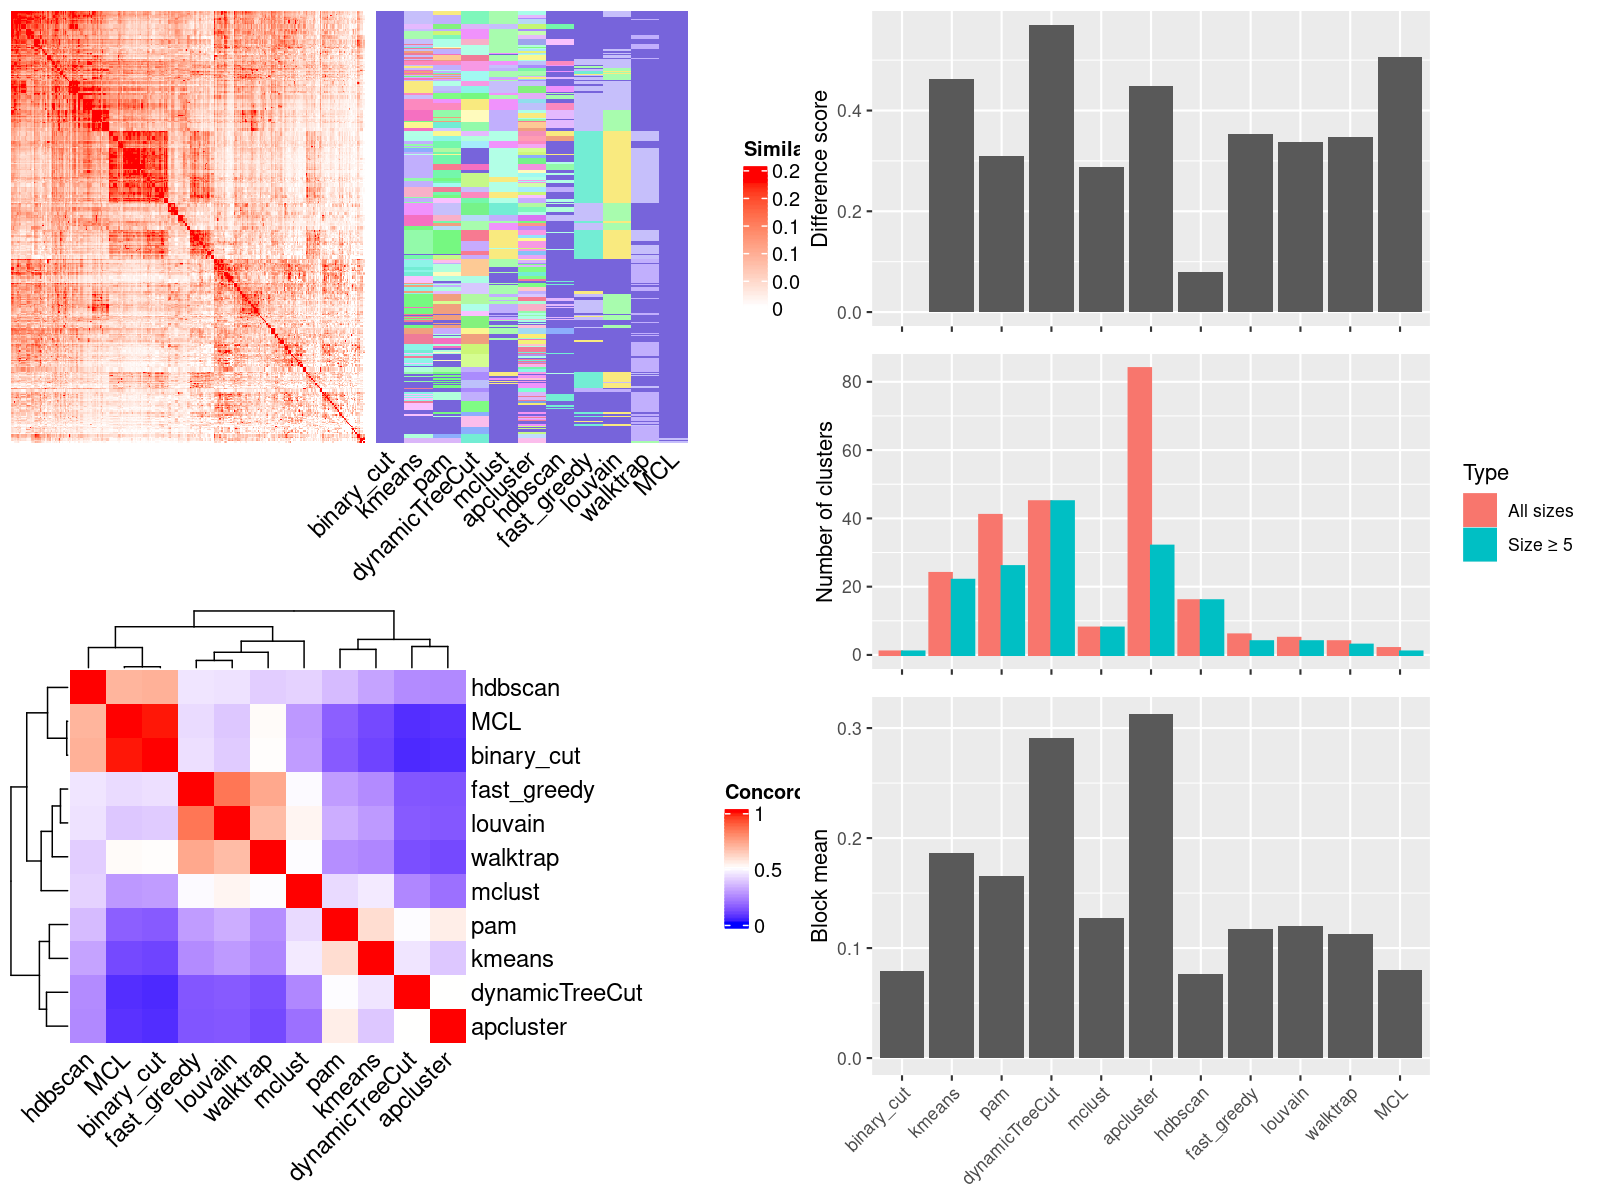 Simila
0.2
0.2
0.1
0.1
0.0
0
binary_cut
kmeans
pam
dynamicTreeCut
mclust
apcluster
hdbscan
fast_greedy
louvain
walktrap
MCL
hdbscan
MCL
binary_cut
fast_greedy
louvain
walktrap
mclust
pam
kmeans
dynamicTreeCut
apcluster
hdbscan
MCL
binary_cut
fast_greedy
louvain
walktrap
mclust
pam
kmeans
dynamicTreeCut
apcluster
Concord
1
0.5
0
Difference score
0.4
0.2
0.0
Number of clusters
80
60
40
20
0
Type
All sizes
Size ≥ 5
Block mean
0.3
0.2
0.1
0.0
binary_cut
kmeans
pam
dynamicTreeCut
mclust
apcluster
hdbscan
fast_greedy
louvain
walktrap
MCL